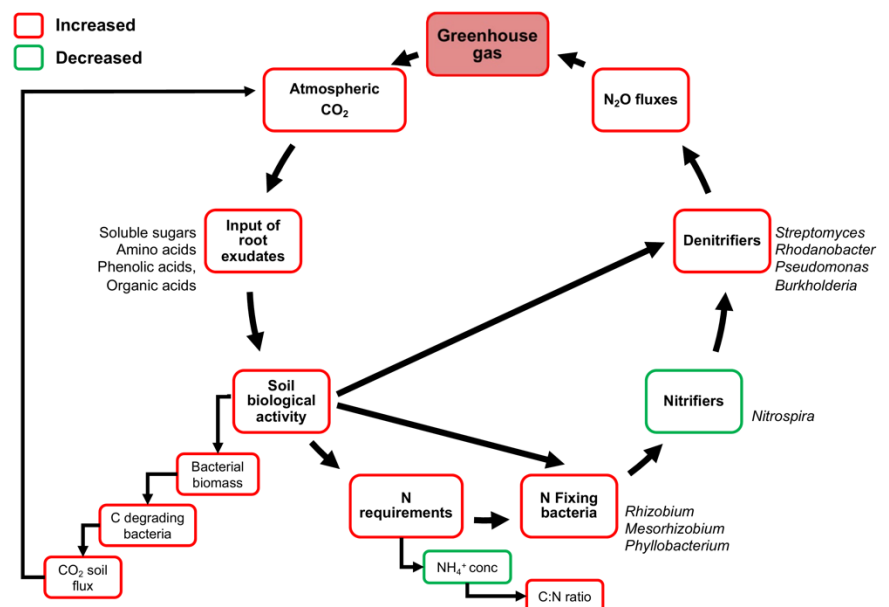 Increased
Decreased
Greenhouse
gas
Atmospheric
CO₂
N₂O fluxes
Soluble sugars
Amino acids
Phenolic acids,
Organic acids
Input of
root
exudates
Denitrifiers
Streptomyces
Rhodanobacter
Pseudomonas
Burkholderia
Soil
biological
activity
Nitrifiers
Nitrospira
Bacterial
biomass
C degrading
bacteria
CO₂ soil
flux
N
requirements
N Fixing
bacteria
Rhizobium
Mesorhizobium
Phyllobacterium
NH₄⁺ conc
C:N ratio